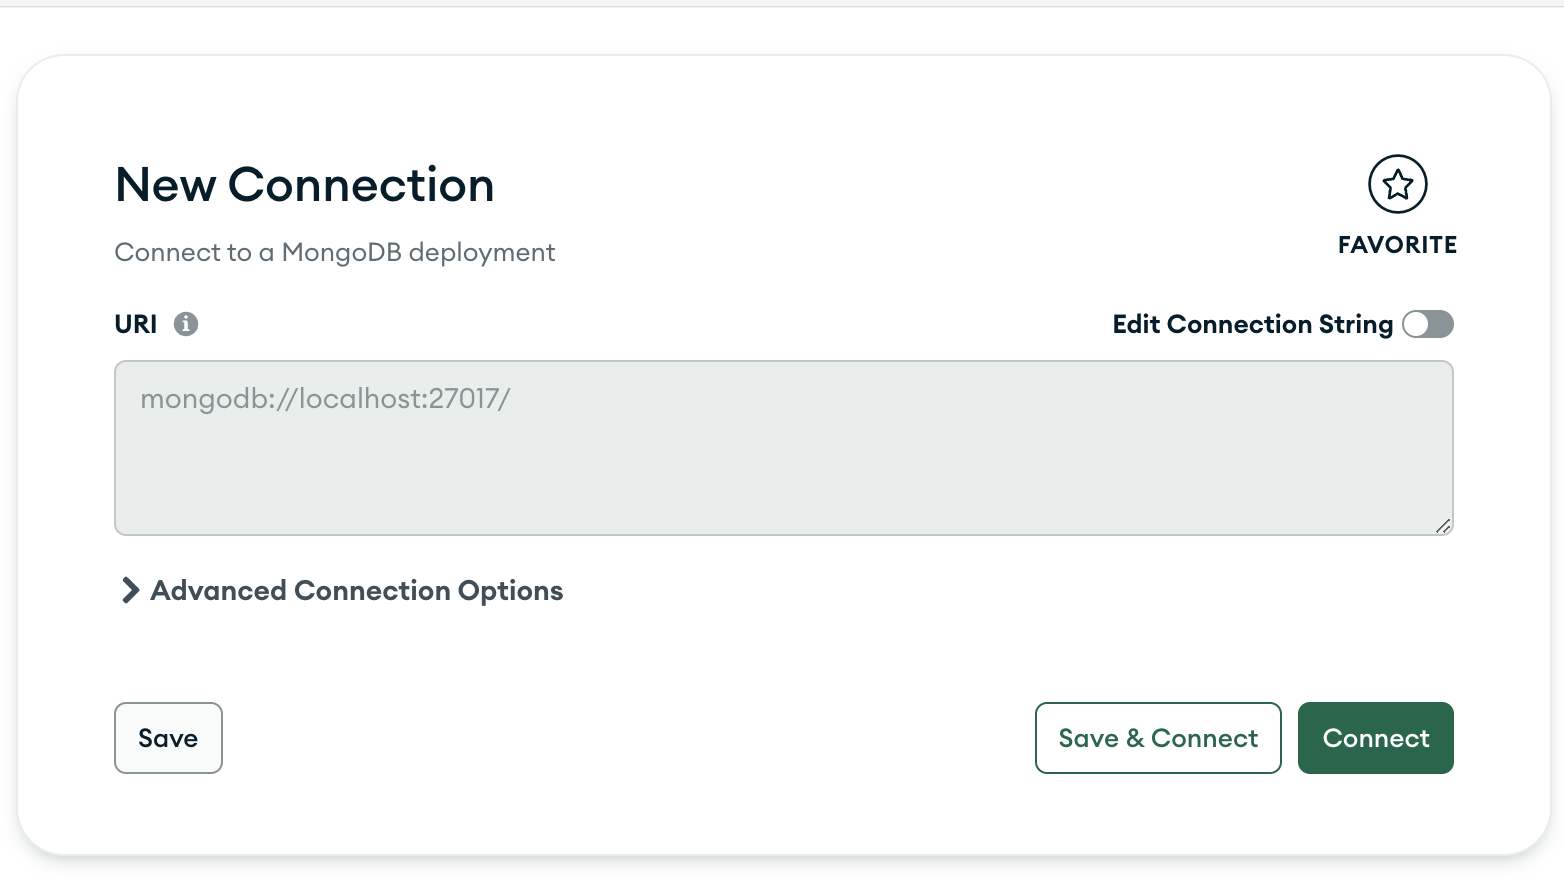 New Connection
FAVORITE
Connect to a MongoDB deployment
URI
Edit Connection String
mongodb://localhost:27017/
Advanced Connection Options
Save
Save & Connect
Connect